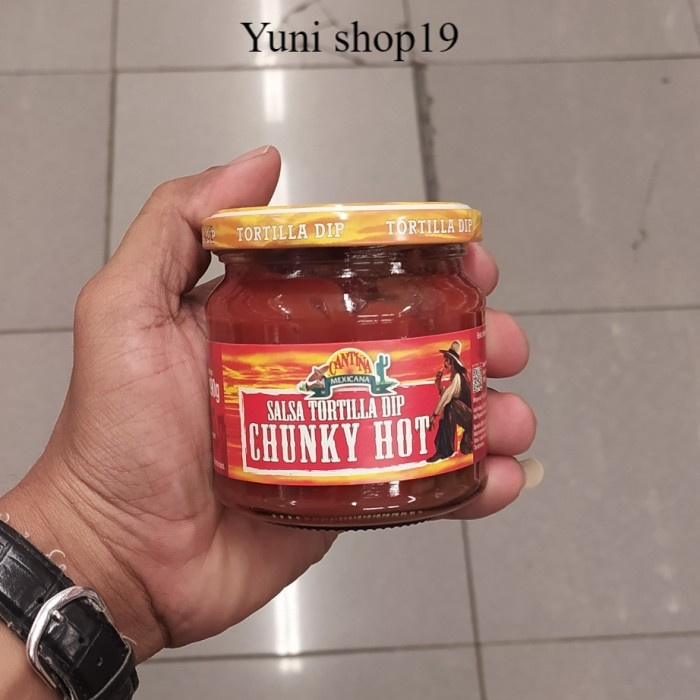 Yuni shop19
TORTILLA DIP TORTILLA DIP
CANTINA
MEXICANA
SALSA TORTILLA DIP
CHUNKY HOT